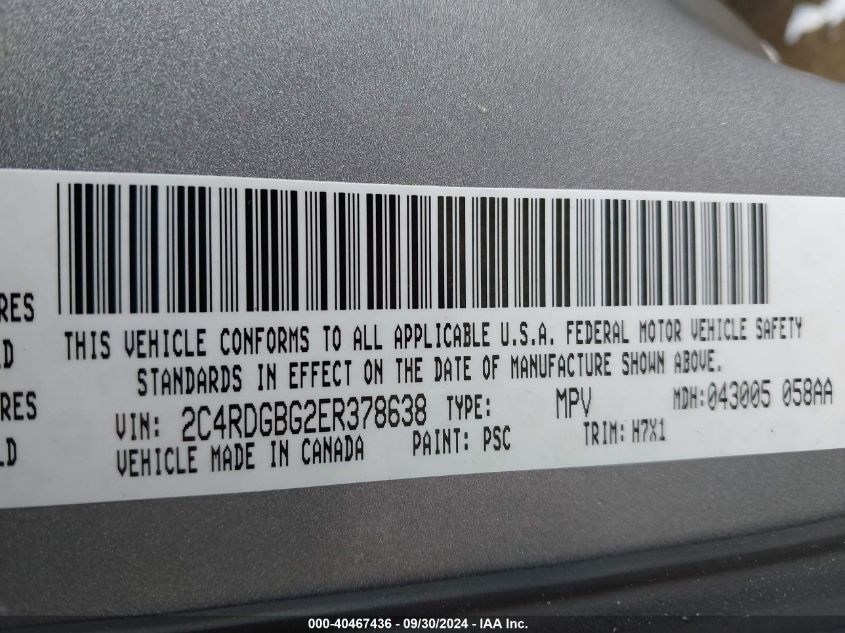 RES
THIS VEHICLE CONFORMS TO ALL APPLICABLE U.S.A. FEDERAL MOTOR VEHICLE SAFETY
LD
STANDARDS IN EFFECT ON THE DATE OF MANUFACTURE SHOWN ABOVE.
RES
VIN: 2C4RDGBG2ER378638 TYPE: MPV MDH:043005 058AA
LD
VEHICLE MADE IN CANADA PAINT: PSC TRIM: H7X1
000-40467436 - 09/30/2024 - IAA Inc.